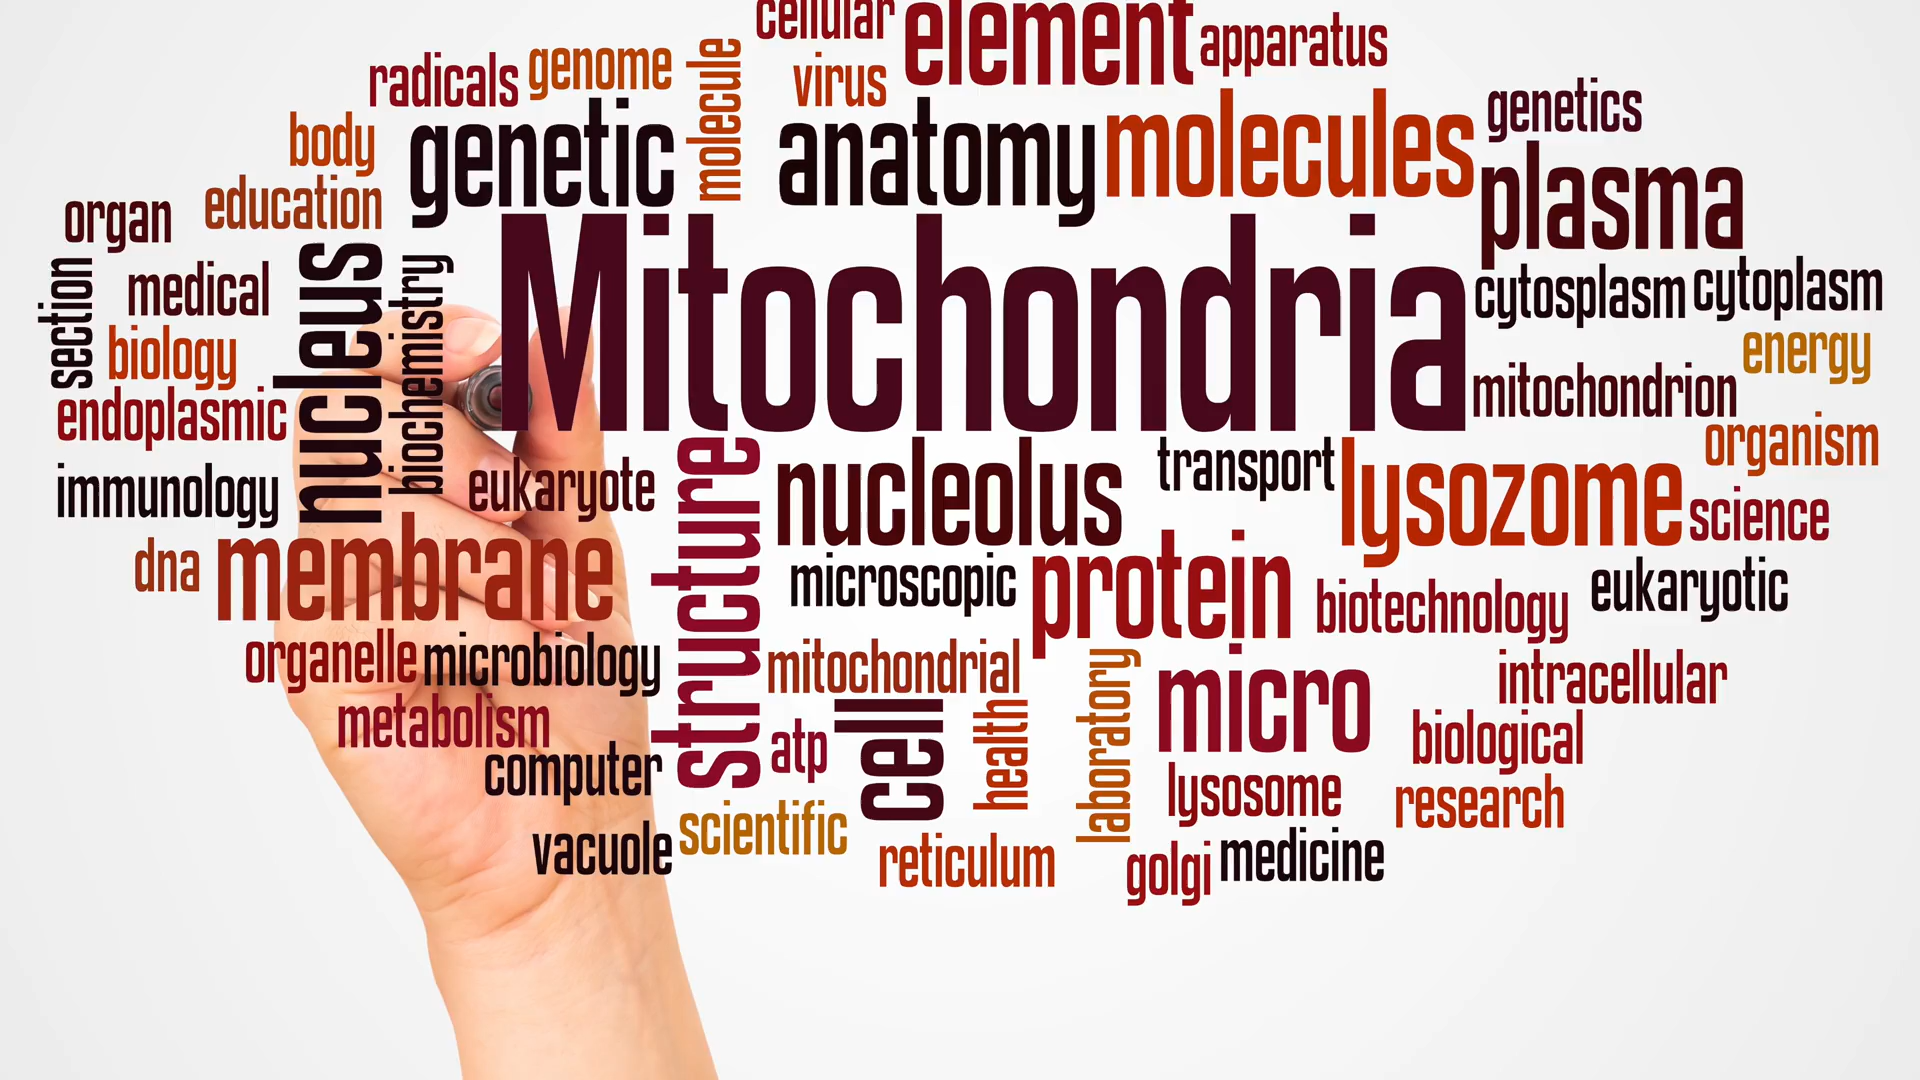 cellular
element
apparatus
radicals
genome
molecule
virus
genetics
body
genetic
anatomy
molecules
plasma
organ
education
Mitochondria
section
medical
nucleus
biochemistry
cytosplasm
cytoplasm
biology
energy
endoplasmic
mitochondrion
organism
immunology
eukaryote
structure
nucleolus
transport
lysozome
science
dna
membrane
microscopic
protein
biotechnology
eukaryotic
organelle
microbiology
mitochondrial
laboratory
micro
intracellular
metabolism
atp
cell
health
biological
computer
lysosome
research
vacuole
scientific
reticulum
golgi
medicine